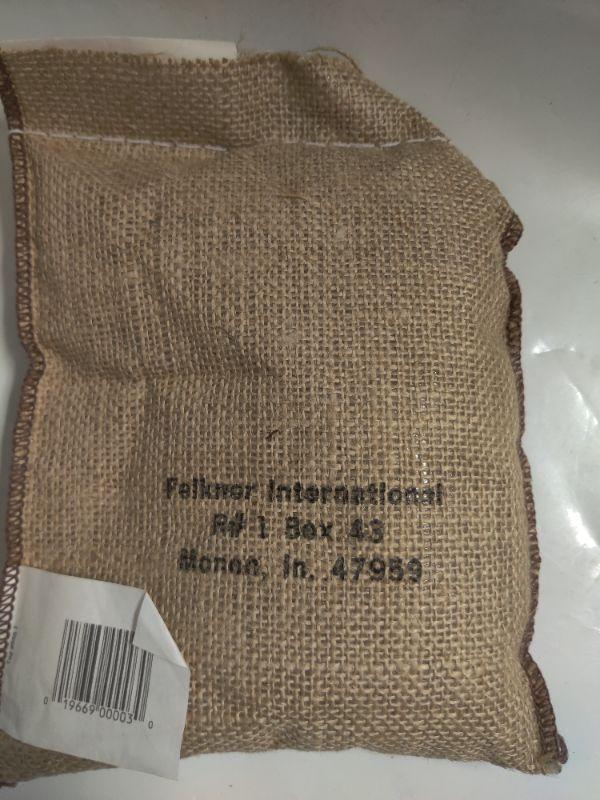 Felkner International
R# 1 Box 43
Monon, In. 47959
0 19669 00003 0